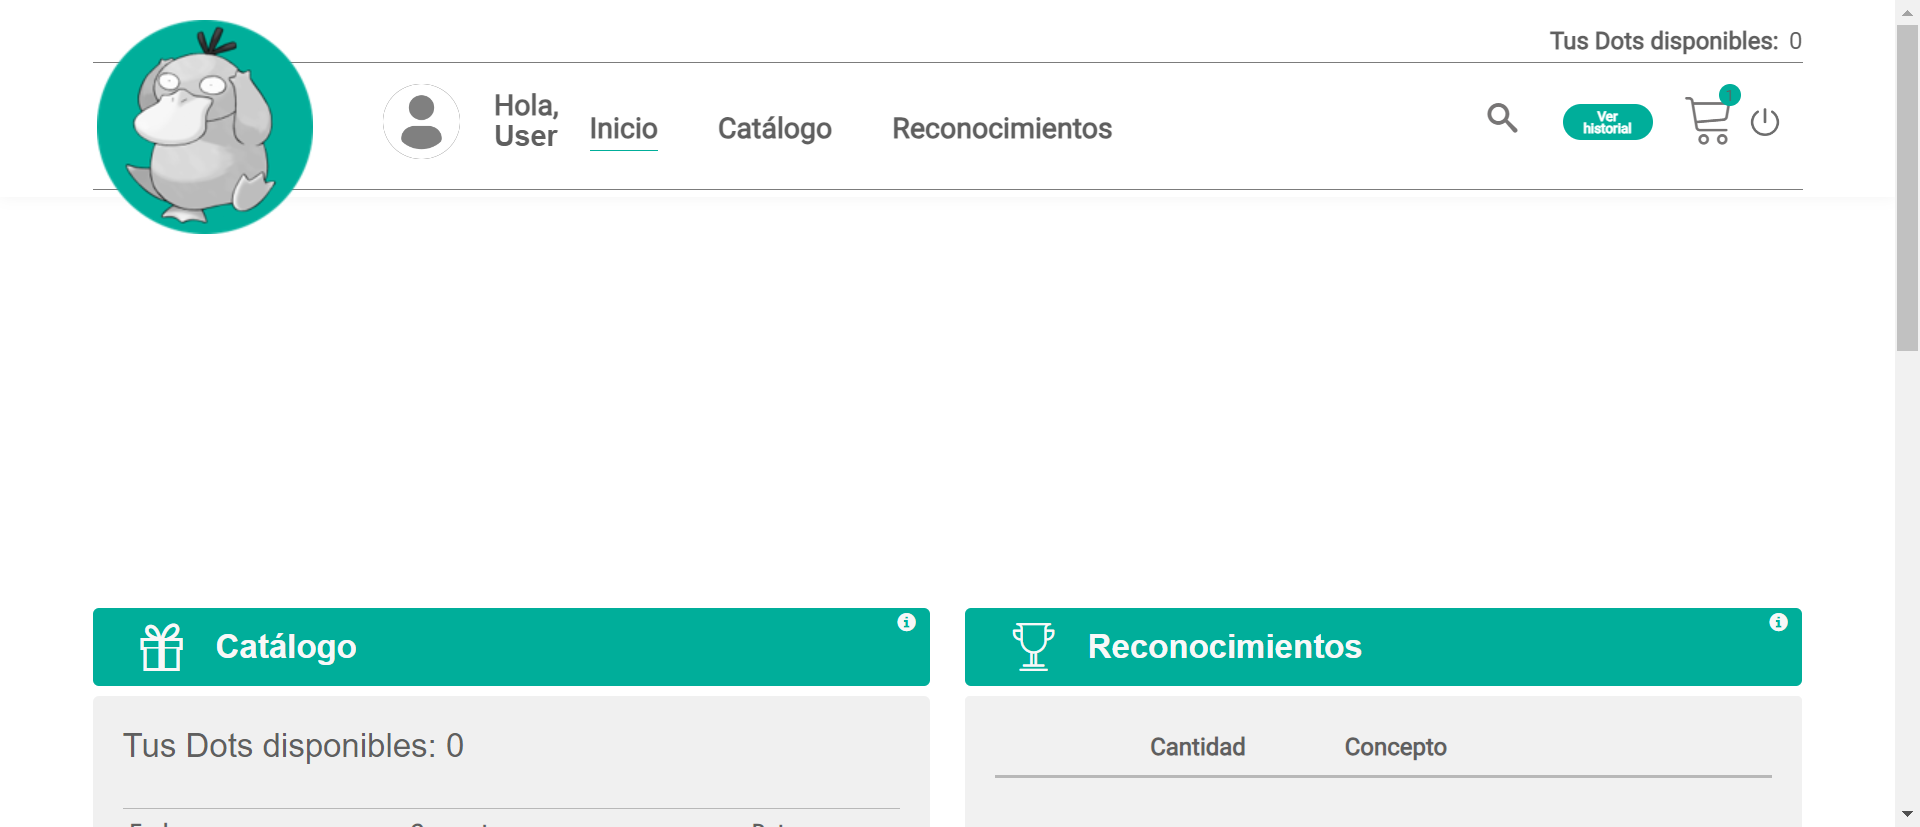 Tus Dots disponibles: 0
Hola,
User
Inicio
Catálogo
Reconocimientos
Ver
historial
1
Catálogo
Reconocimientos
Tus Dots disponibles: 0
Cantidad
Concepto